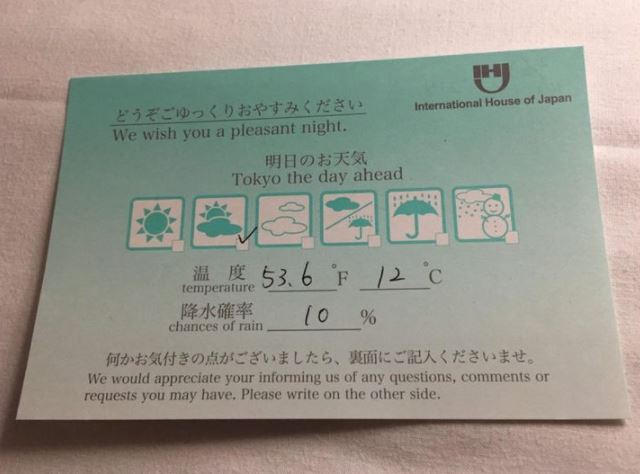 IHJ
International House of Japan
どうぞごゆっくりおやすみください
We wish you a pleasant night.
明日のお天気
Tokyo the day ahead
温度 temperature 53.6 °F 12 °C
降水確率 chances of rain 10 %
何かお気付きの点がございましたら、裏面にご記入くださいませ。
We would appreciate your informing us of any questions, comments or
requests you may have. Please write on the other side.